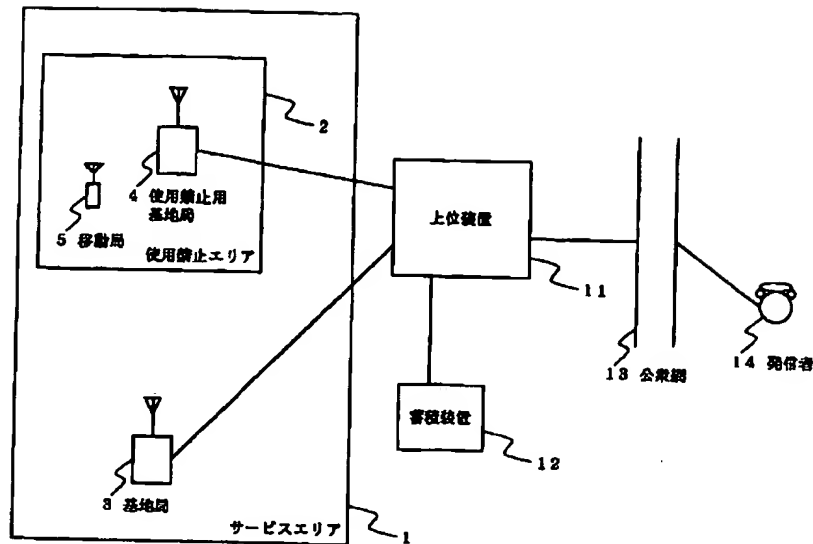 2
4 使用禁止用
基地局
5 移動局
使用禁止エリア
上位装置
11
13 公衆網
14 発信者
蓄積装置
12
3 基地局
サービスエリア
1